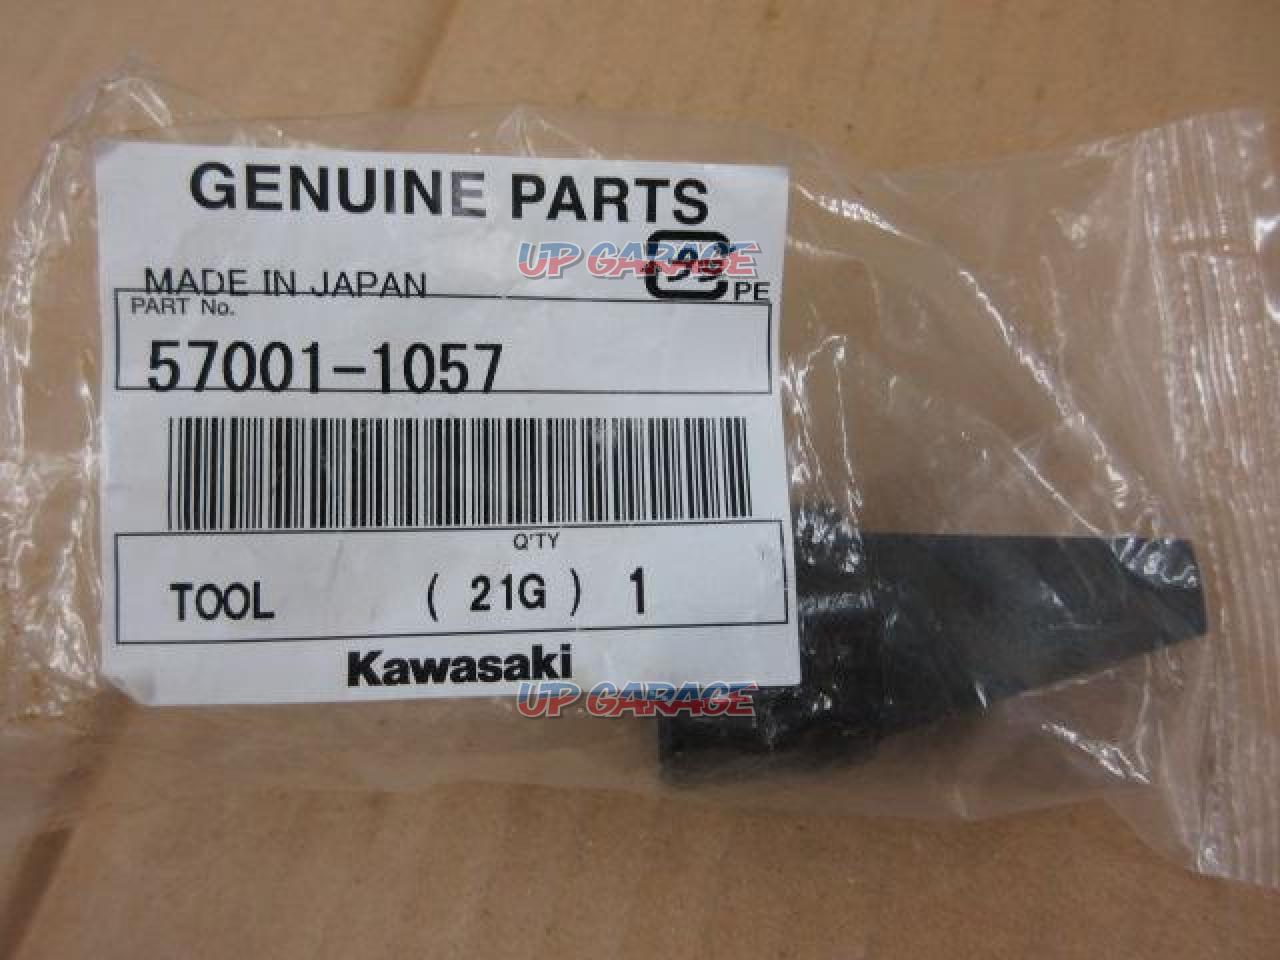 GENUINE PARTS
UP GARAGE
MADE IN JAPAN
PE
PART No.
57001-1057
Q'TY
TOOL ( 21G ) 1
Kawasaki
UP GARAGE